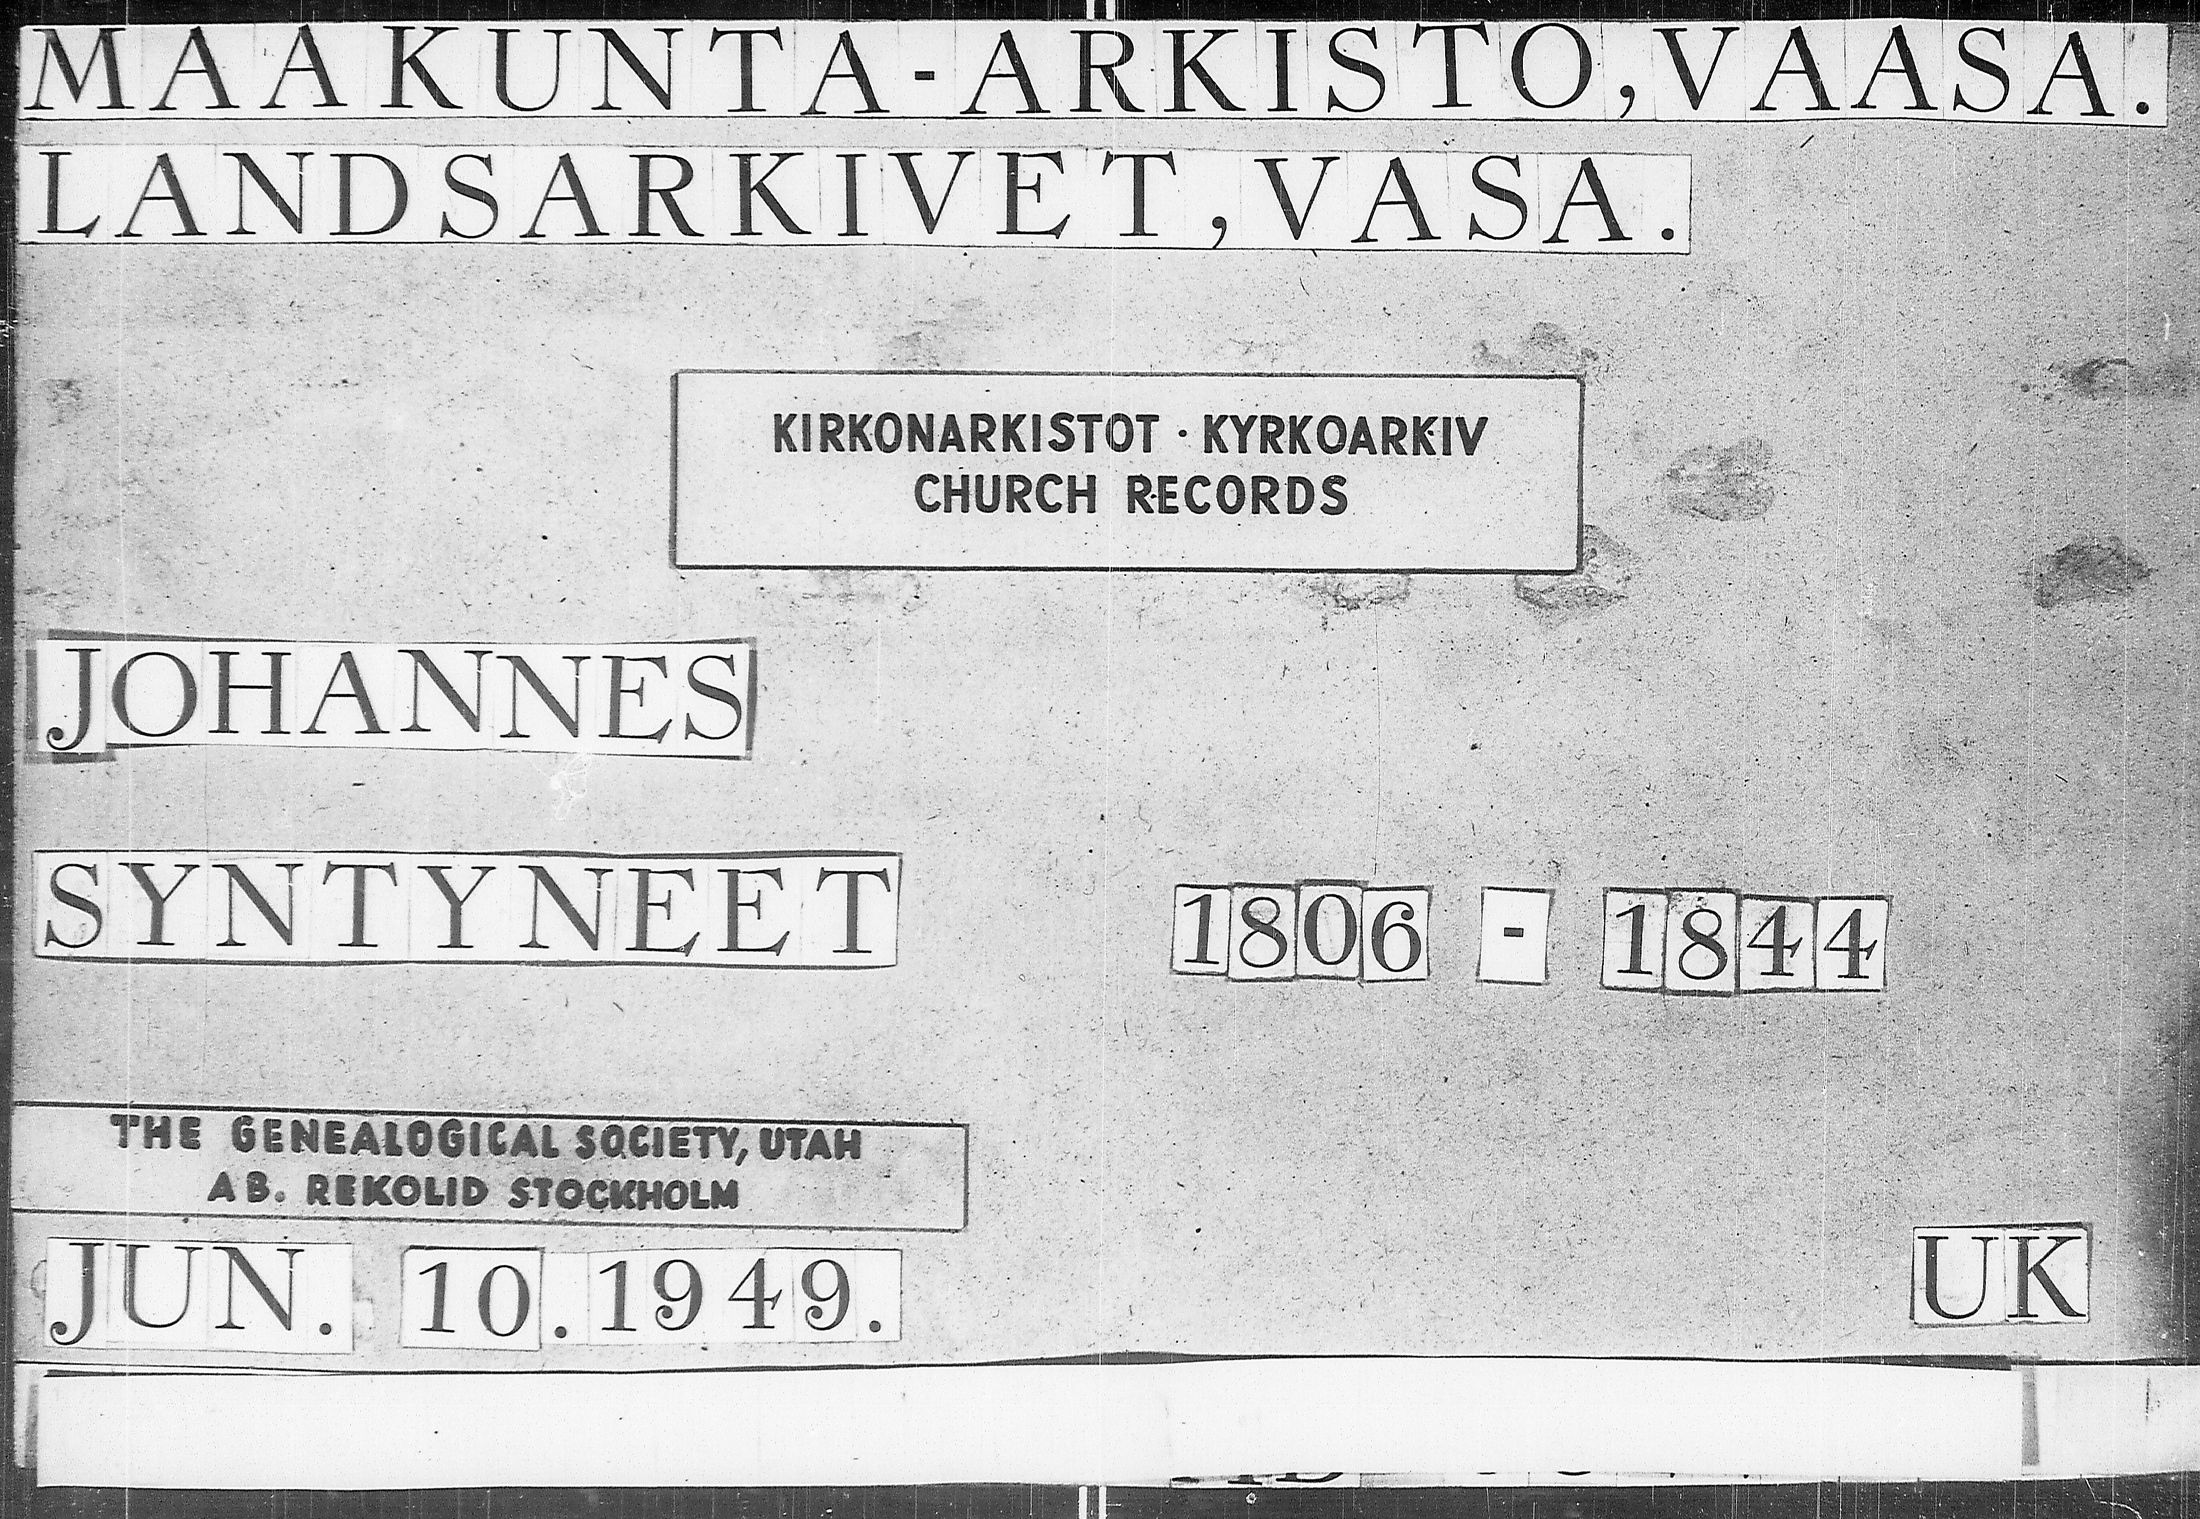 MAAKUNTA-ARKISTO, VAASA.
LANDSARKIVET, VASA.
KIRKONARKISTOT · KYRKOARKIV
CHURCH RECORDS
JOHANNES
SYNTYNEET 1806 - 1844
THE GENEALOGICAL SOCIETY, UTAH
AB. REKOLID STOCKHOLM
JUN. 10. 1949. UK